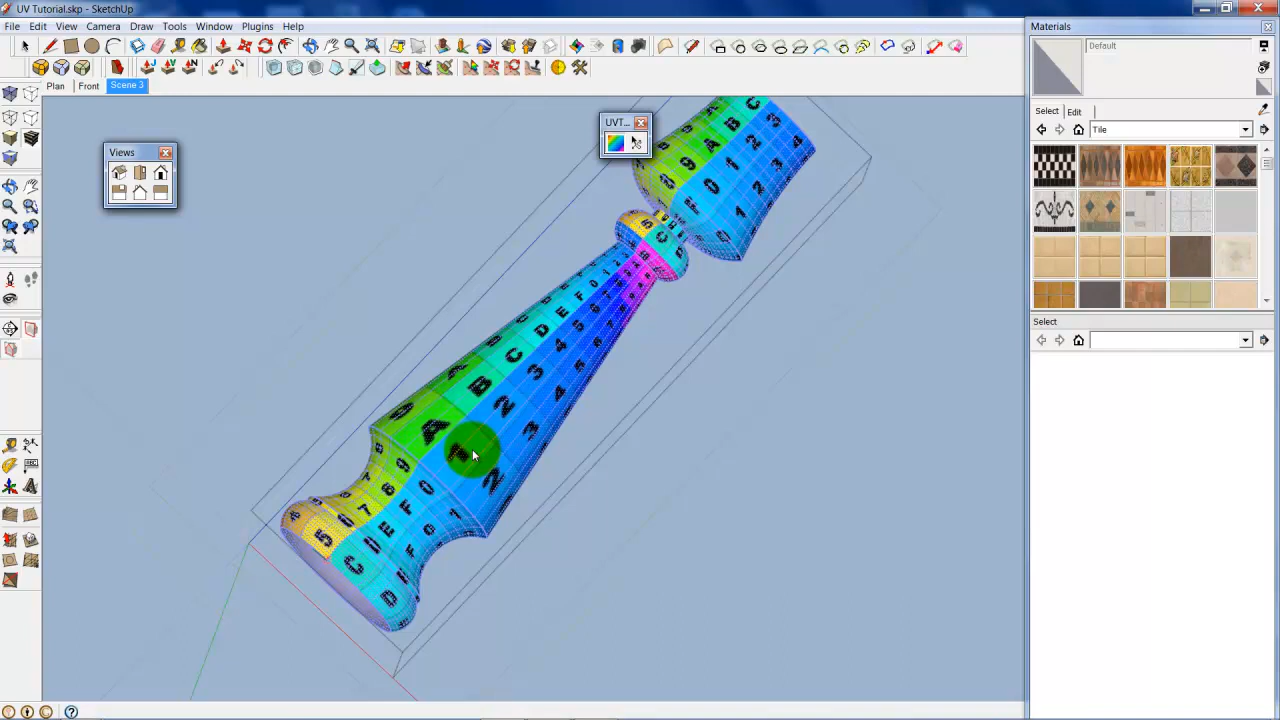 UV Tutorial.skp - SketchUp
File Edit View Camera Draw Tools Window Plugins Help
Plan Front Scene 3
Views
UVT...
Materials
Default
Select Edit
Tile
Select